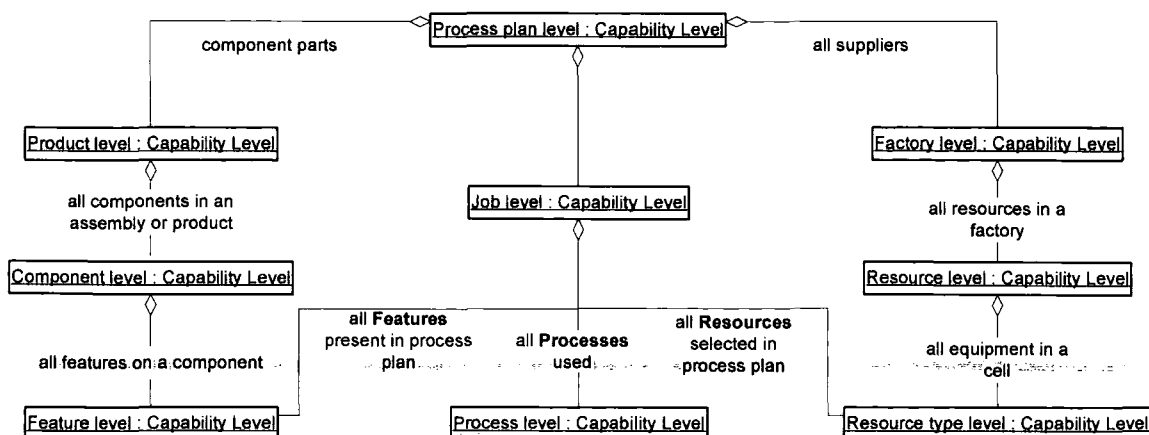 Process plan level : Capability Level
component parts
all suppliers
Product level : Capability Level
Factory level : Capability Level
all components in an
assembly or product
Job level : Capability Level
all resources in a
factory
Component level : Capability Level
Resource level : Capability Level
all Features
present in process
plan
all Processes
used
all Resources
selected in
process plan
all features on a component
all equipment in a
cell
Feature level : Capability Level
Process level : Capability Level
Resource type level : Capability Level